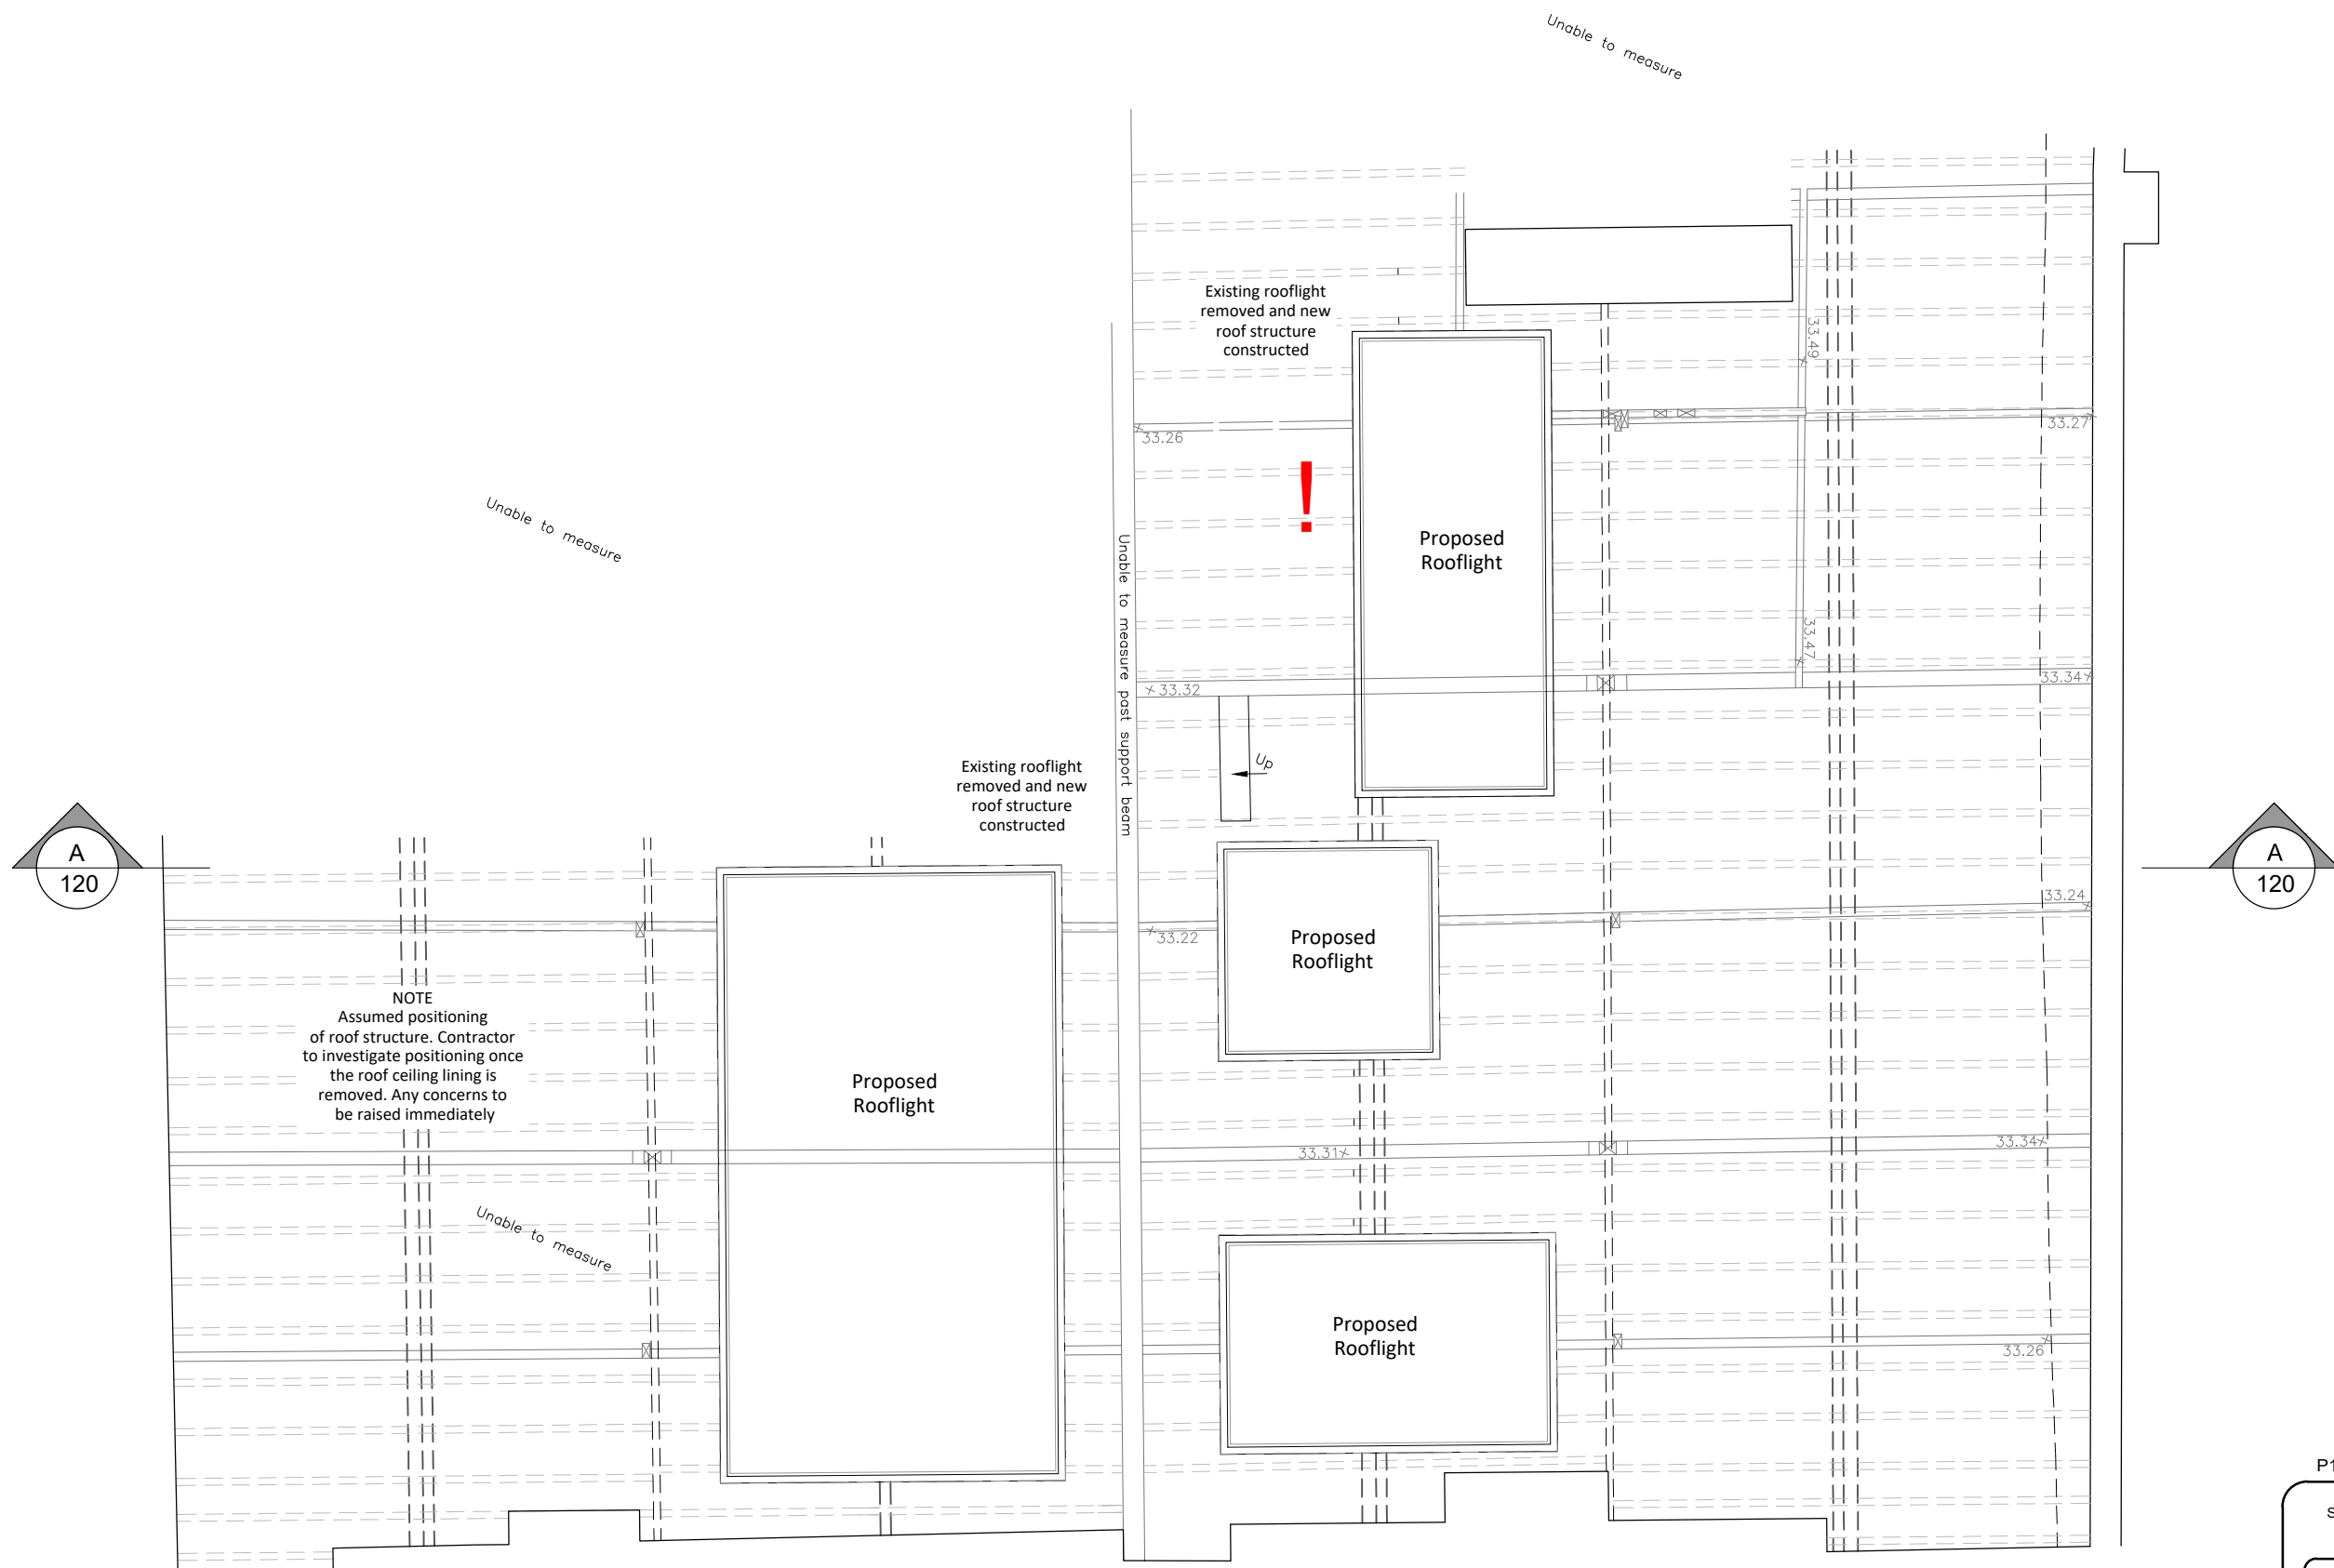 Unable to measure
Existing rooflight
removed and new
roof structure
constructed
33.49
33.26
33.27
!
Unable to measure
Proposed
Rooflight
Unable to measure past support beam
33.47
33.32
33.34
Up
Existing rooflight
removed and new
roof structure
constructed
A
120
A
120
33.24
33.22
Proposed
Rooflight
NOTE
Assumed positioning
of roof structure. Contractor
to investigate positioning once
the roof ceiling lining is
removed. Any concerns to
be raised immediately
Proposed
Rooflight
33.31
33.34
Unable to measure
Proposed
Rooflight
33.26
P1
S